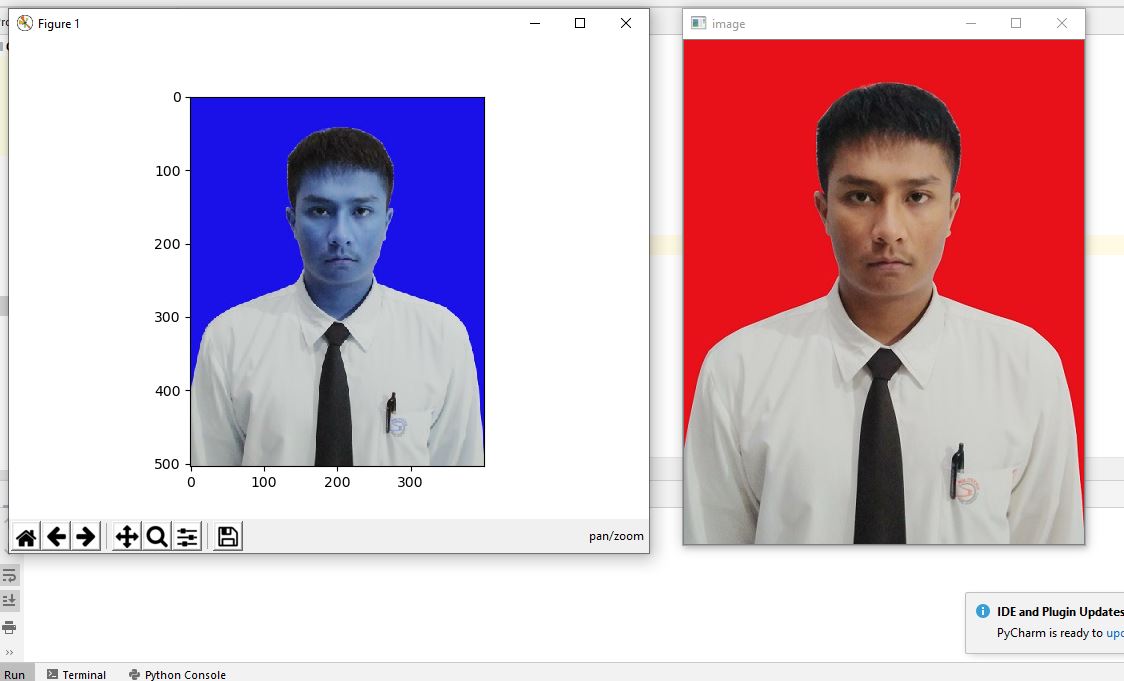 Figure 1
image
0
100
200
300
400
500
0
100
200
300
pan/zoom
IDE and Plugin Updates
PyCharm is ready to
Run
Terminal
Python Console